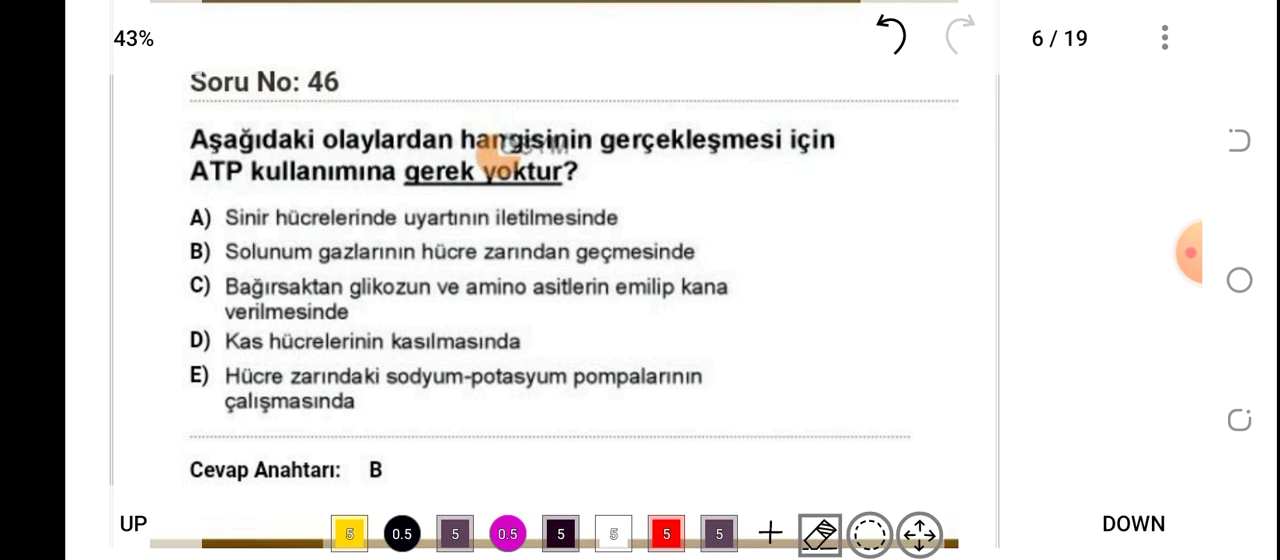 43%
6 / 19
Soru No: 46
Aşağıdaki olaylardan hangisinin gerçekleşmesi için
ATP kullanımına gerek yoktur?
A) Sinir hücrelerinde uyartının iletilmesinde
B) Solunum gazlarının hücre zarından geçmesinde
C) Bağırsaktan glikozun ve amino asitlerin emilip kana
verilmesinde
D) Kas hücrelerinin kasılmasında
E) Hücre zarındaki sodyum-potasyum pompalarının
çalışmasında
Cevap Anahtarı: B
UP
5 0.5 5 0.5 5 5 5 5
DOWN